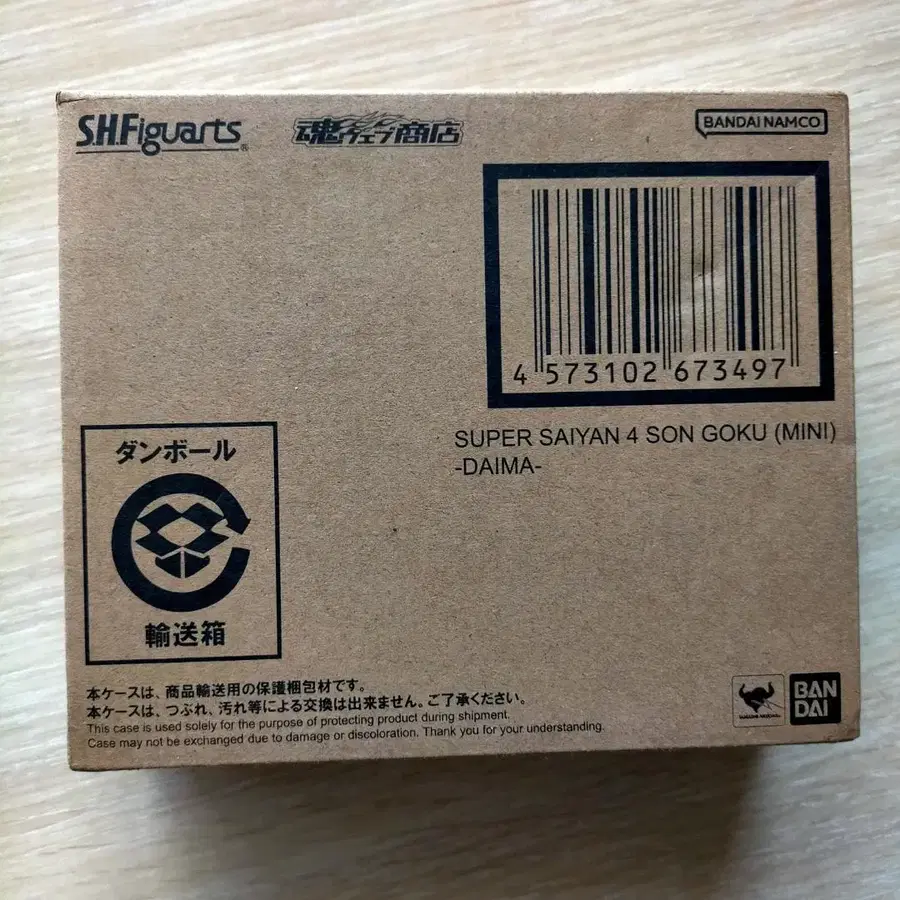 S.H.Figuarts®
魂ウェブ商店
BANDAI NAMCO
4 573102 673497
SUPER SAIYAN 4 SON GOKU (MINI)
-DAIMA-
ダンボール
輸送箱
本ケースは、商品輸送用の保護梱包材です。
本ケースは、つぶれ、汚れ等による交換は出来ません。ご了承ください。
This case is used solely for the purpose of protecting product during shipment.
Case may not be exchanged due to damage or discoloration. Thank you for your understanding.
BAN
DAI